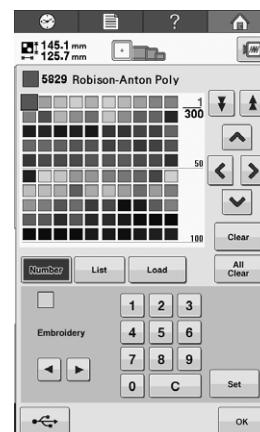 ?
145.1 mm
125.7 mm
5829 Robison-Anton Poly
1
300
50
100
Clear
Number List Load All Clear
1 2 3
Embroidery 4 5 6
7 8 9
0 C Set
OK